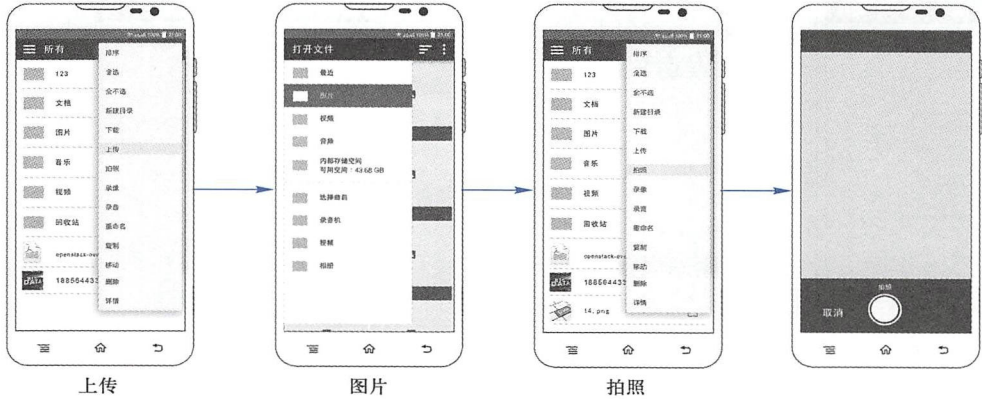 所有
排序
123
全选
全不选
文档
新建目录
图片
下载
上传
音乐
拍照
视频
录像
录音
回收站
重命名
复制
openstack-ov
移动
188564433
删除
详情
上传
打开文件
最近
图片
视频
音频
内部存储空间
可用空间:43.68 GB
选择曲目
录音机
相册
图片
所有
排序
123
全选
全不选
文档
新建目录
图片
下载
上传
音乐
拍照
视频
录像
录音
回收站
重命名
复制
openstack-ov
移动
188564433
删除
详情
14.png
拍照
拍照
取消